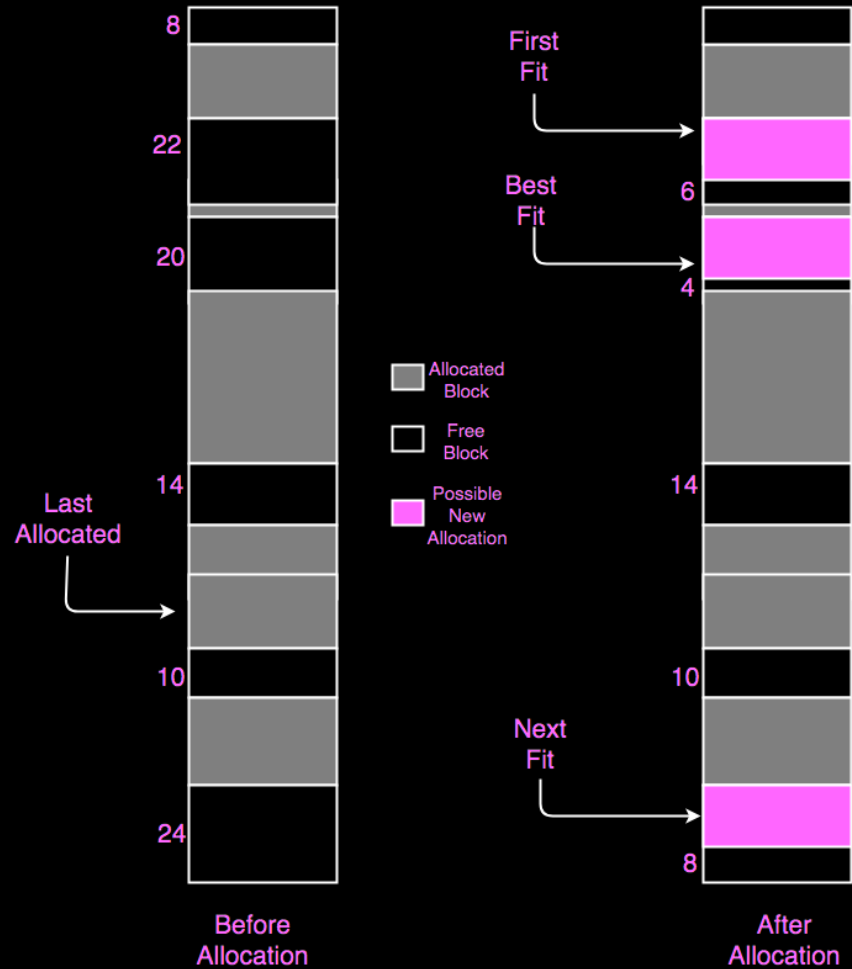 8
22
20
14
Last
Allocated
10
24
Before
Allocation
Allocated
Block
Free
Block
Possible
New
Allocation
First
Fit
6
Best
Fit
4
14
10
Next
Fit
8
After
Allocation